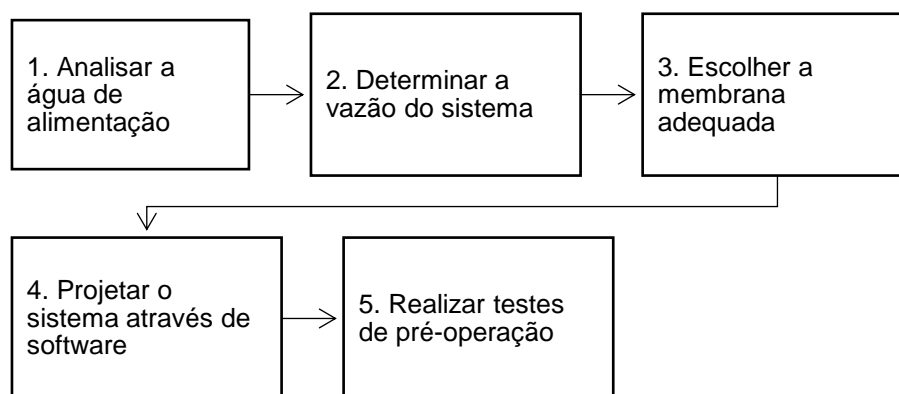 1. Analisar a
água de
alimentação
2. Determinar a
vazão do sistema
3. Escolher a
membrana
adequada
4. Projetar o
sistema através de
software
5. Realizar testes
de pré-operação